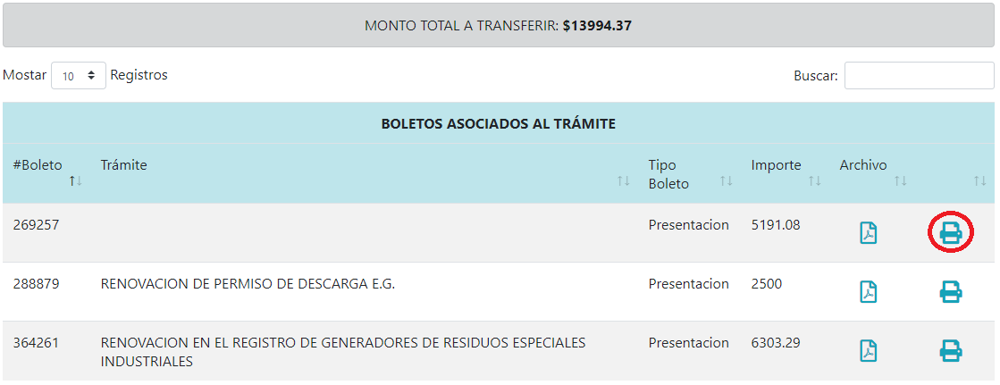 MONTO TOTAL A TRANSFERIR: $13994.37
Mostar 10 Registros Buscar:
BOLETOS ASOCIADOS AL TRÁMITE
#Boleto Trámite Tipo Boleto Importe Archivo
269257 Presentacion 5191.08
288879 RENOVACION DE PERMISO DE DESCARGA E.G. Presentacion 2500
364261 RENOVACION EN EL REGISTRO DE GENERADORES DE RESIDUOS ESPECIALES Presentacion 6303.29
INDUSTRIALES